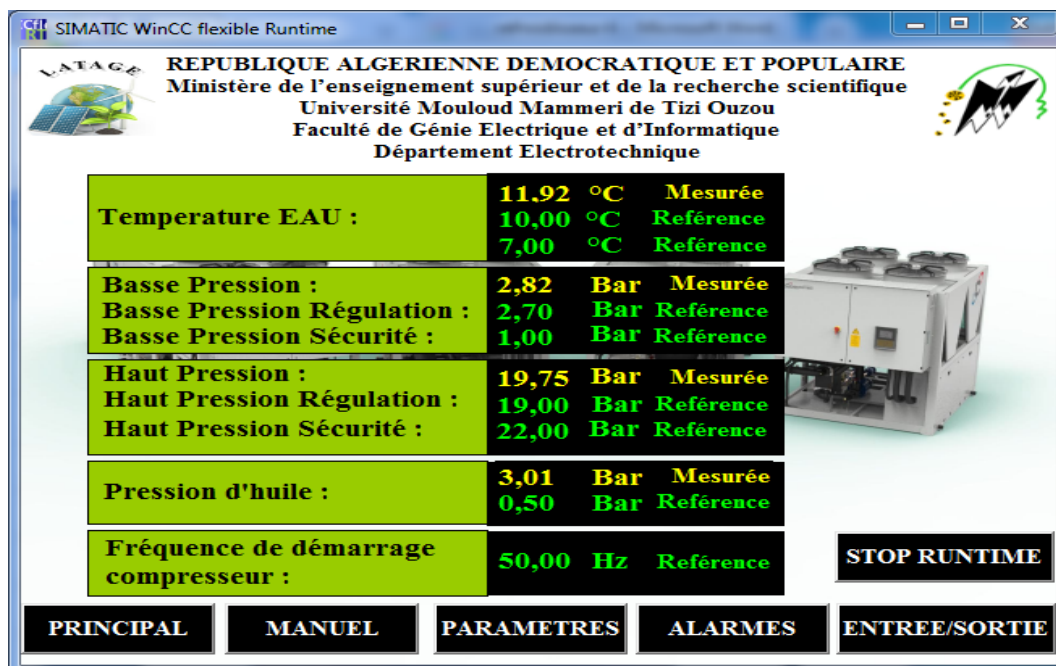 SIMATIC WinCC flexible Runtime
LATAGE
REPUBLIQUE ALGERIENNE DEMOCRATIQUE ET POPULAIRE
Ministère de l'enseignement supérieur et de la recherche scientifique
Université Mouloud Mammeri de Tizi Ouzou
Faculté de Génie Electrique et d'Informatique
Département Electrotechnique
Temperature EAU :
11,92 °C Mesurée
10,00 °C Reférence
7,00 °C Reférence
Basse Pression : 2,82 Bar Mesurée
Basse Pression Régulation : 2,70 Bar Reférence
Basse Pression Sécurité : 1,00 Bar Reférence
Haut Pression : 19,75 Bar Mesurée
Haut Pression Régulation : 19,00 Bar Reférence
Haut Pression Sécurité : 22,00 Bar Reférence
Pression d'huile :
3,01 Bar Mesurée
0,50 Bar Reférence
Fréquence de démarrage
compresseur :
50,00 Hz Reférence
STOP RUNTIME
PRINCIPAL MANUEL PARAMETRES ALARMES ENTREE/SORTIE